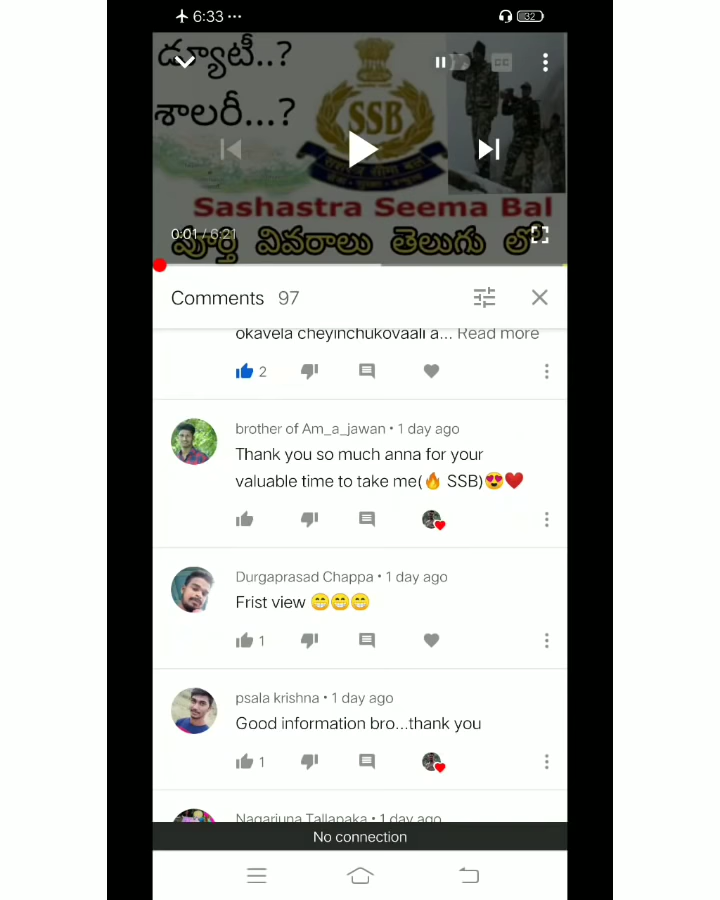 6:33 ...
32
డ్యూటీ..?
CC
శాలరీ...?
SSB
Sashastra Seema Bal
0:01 / 6:21
పూర్తి వివరాలు తెలుగు లో
Comments 97
okavela cheyinchukovaali a... Read more
2
brother of Am_a_jawan • 1 day ago
Thank you so much anna for your
valuable time to take me(🔥 SSB)😍❤️
Durgaprasad Chappa • 1 day ago
Frist view 😁😁😁
1
psala krishna • 1 day ago
Good information bro...thank you
1
Nagarjuna Tallapaka • 1 day ago
No connection